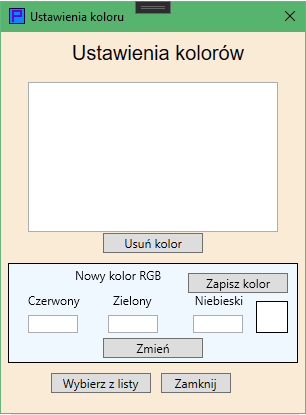 Ustawienia koloru
Ustawienia kolorów
Usuń kolor
Nowy kolor RGB
Zapisz kolor
Czerwony Zielony Niebieski
Zmień
Wybierz z listy Zamknij